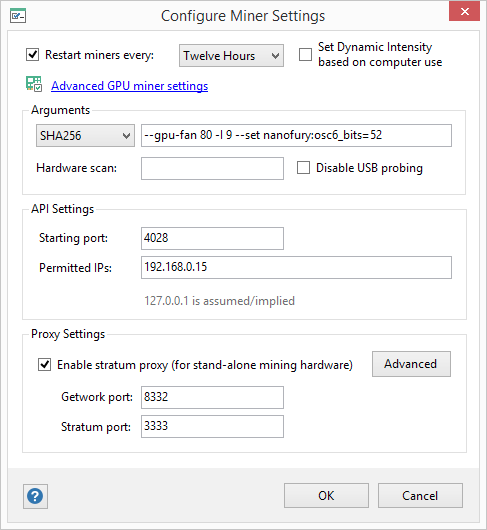 Configure Miner Settings
Restart miners every: Twelve Hours Set Dynamic Intensity
based on computer use
Advanced GPU miner settings
Arguments
SHA256 --gpu-fan 80 -I 9 --set nanofury:osc6_bits=52
Hardware scan: Disable USB probing
API Settings
Starting port: 4028
Permitted IPs: 192.168.0.15
127.0.0.1 is assumed/implied
Proxy Settings
Enable stratum proxy (for stand-alone mining hardware) Advanced
Getwork port: 8332
Stratum port: 3333
? OK Cancel